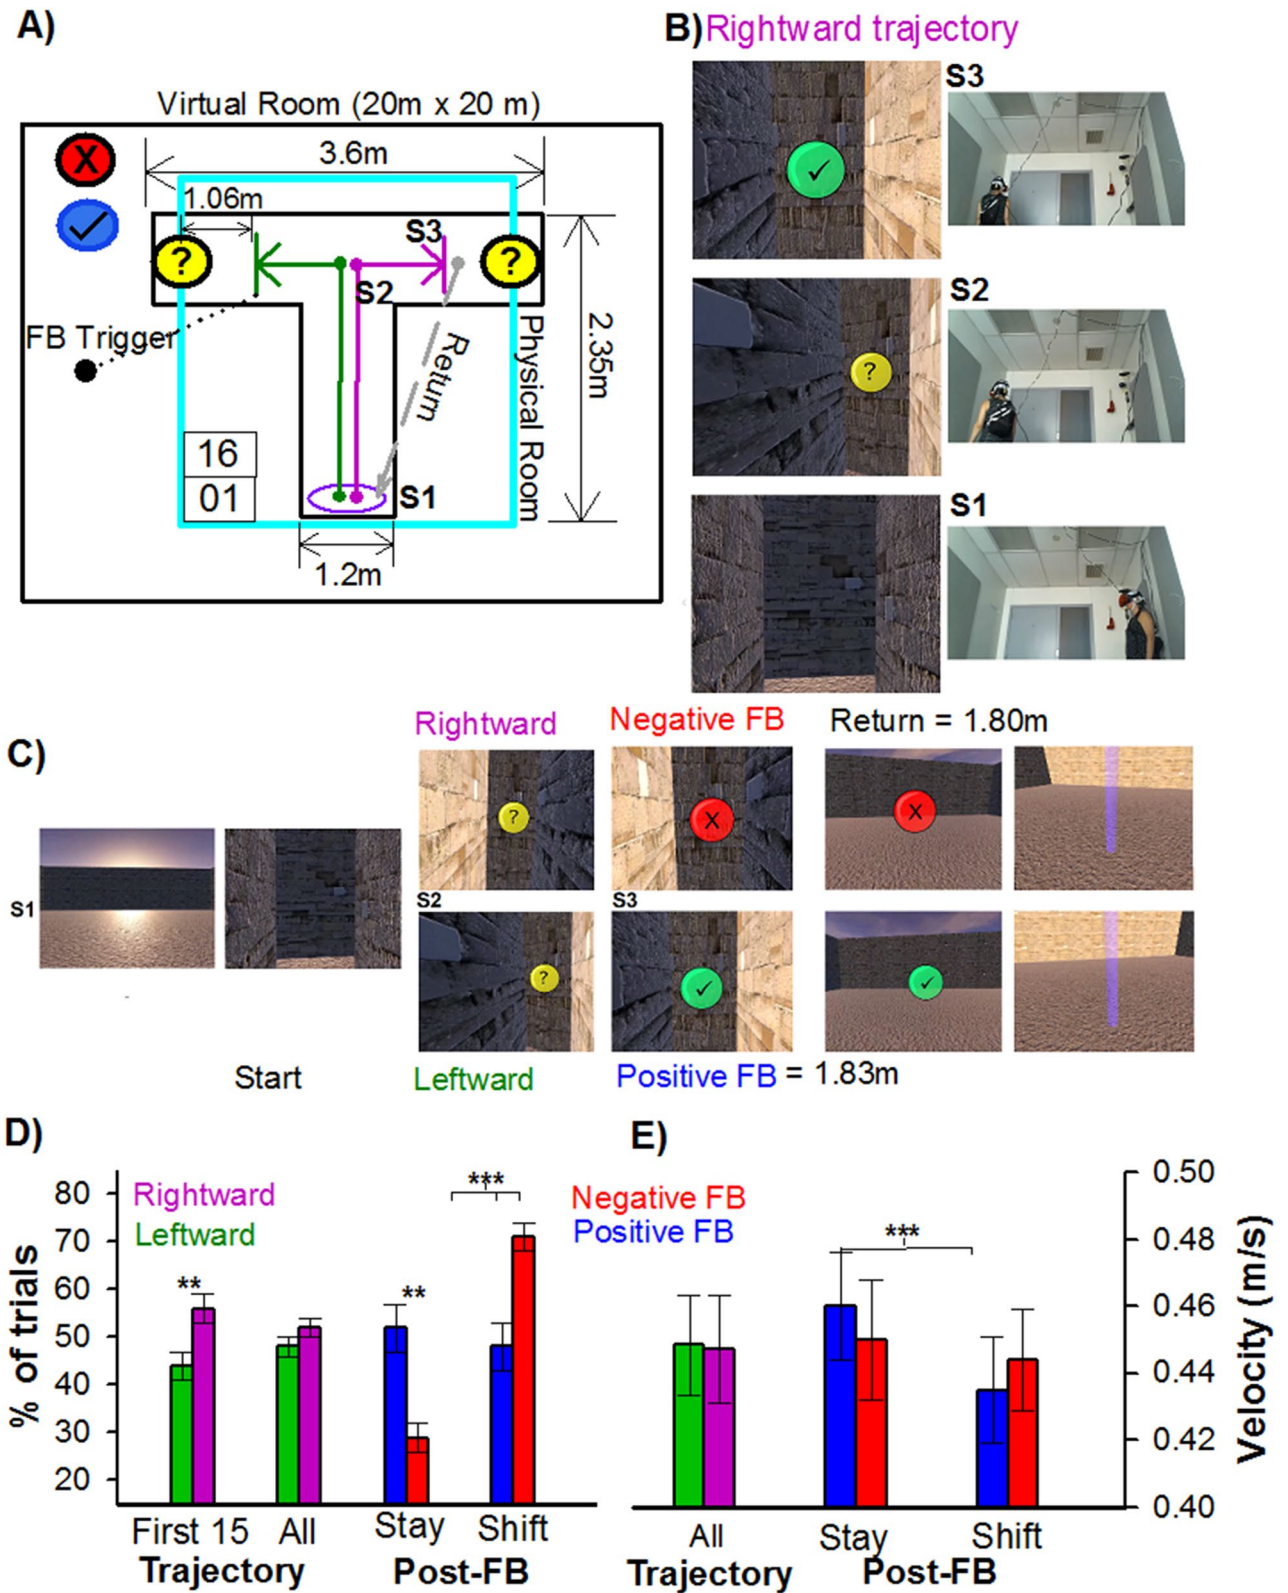 A)
Virtual Room (20m x 20 m)
X
3.6m
1.06m
S3
?
?
S2
FB Trigger
Return
Physical Room
2.35m
16
01
S1
1.2m
B) Rightward trajectory
S3
S2
?
S1
C)
Rightward
Negative FB
Return = 1.80m
?
X
X
S1
S2
S3
?
Start
Leftward
Positive FB = 1.83m
D)
% of trials
80
70
60
50
40
30
20
Rightward
Leftward
**
**
***
First 15
All
Stay
Shift
Trajectory
Post-FB
E)
Negative FB
Positive FB
***
0.50
0.48
0.46
0.44
0.42
0.40
Velocity (m/s)
All
Stay
Shift
Trajectory
Post-FB